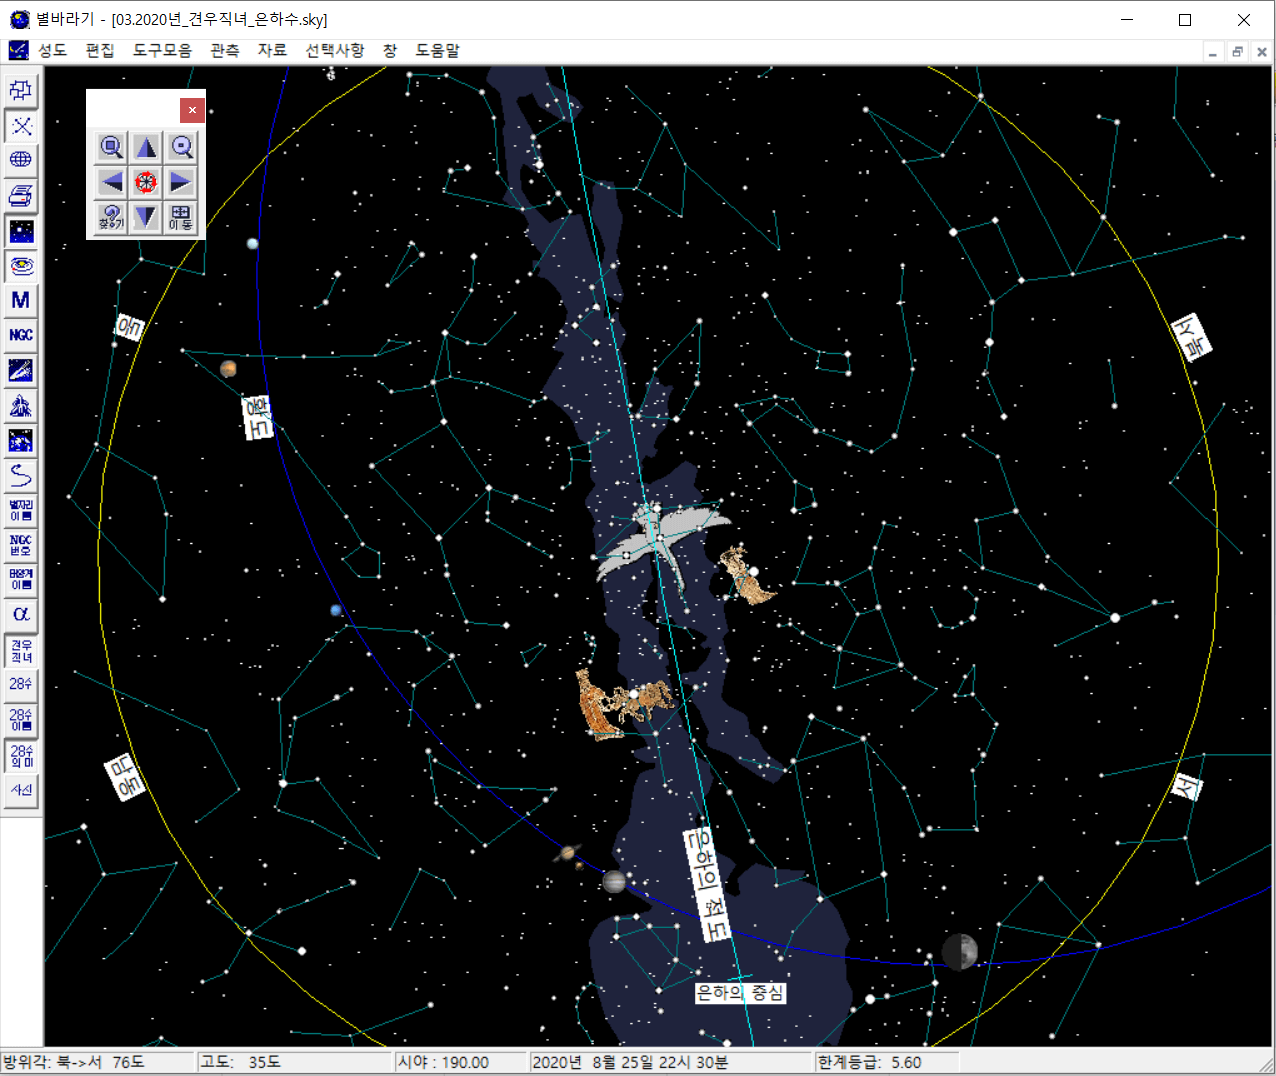 별바라기 - [03.2020년_견우직녀_은하수.sky]
성도 편집 도구모음 관측 자료 선택사항 창 도움말
찾기
이동
M
NGC
별자리
이름
NGC
번호
태양계
이름
α
견우
직녀
28수
28수
이름
28수
의미
사신
동
남서
황도
남동
서
은하의 적도
은하의 중심
방위각: 북->서 76도
고도: 35도
시야 : 190.00
2020년 8월 25일 22시 30분
한계등급: 5.60